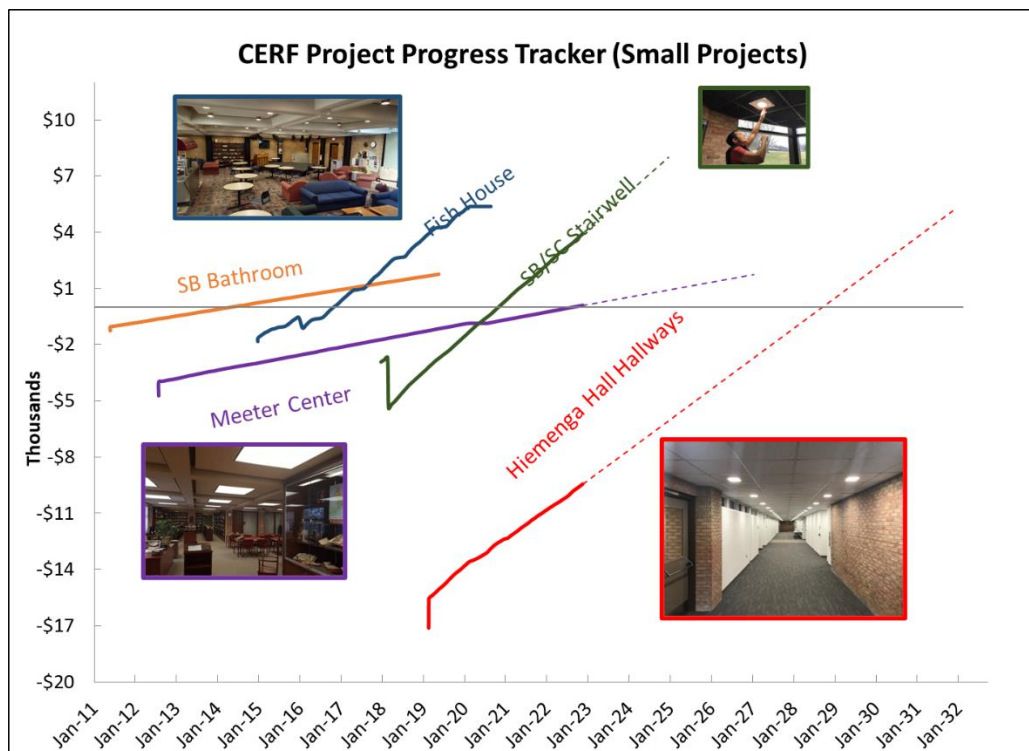 CERF Project Progress Tracker (Small Projects)
$10
$7
$4
$1
-$2
-$5
-$8
-$11
-$14
-$17
-$20
Thousands
Fish House
SB/SC Stairwell
SB Bathroom
Meeter Center
Hiemenga Hall Hallways
Jan-11
Jan-12
Jan-13
Jan-14
Jan-15
Jan-16
Jan-17
Jan-18
Jan-19
Jan-20
Jan-21
Jan-22
Jan-23
Jan-24
Jan-25
Jan-26
Jan-27
Jan-28
Jan-29
Jan-30
Jan-31
Jan-32